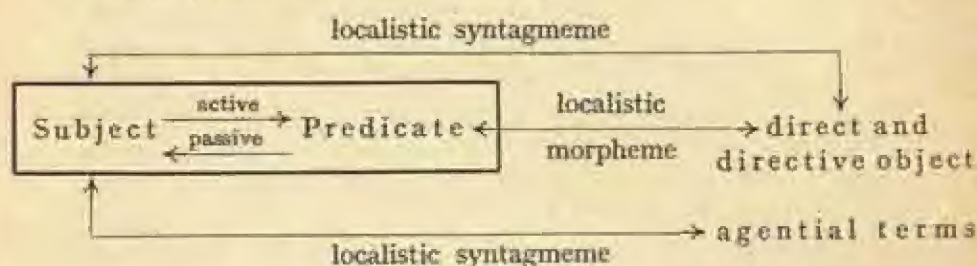 localistic syntagmeme
active
localistic
Subject Predicate direct and
passive
morpheme
directive object
agential terms
localistic syntagmeme